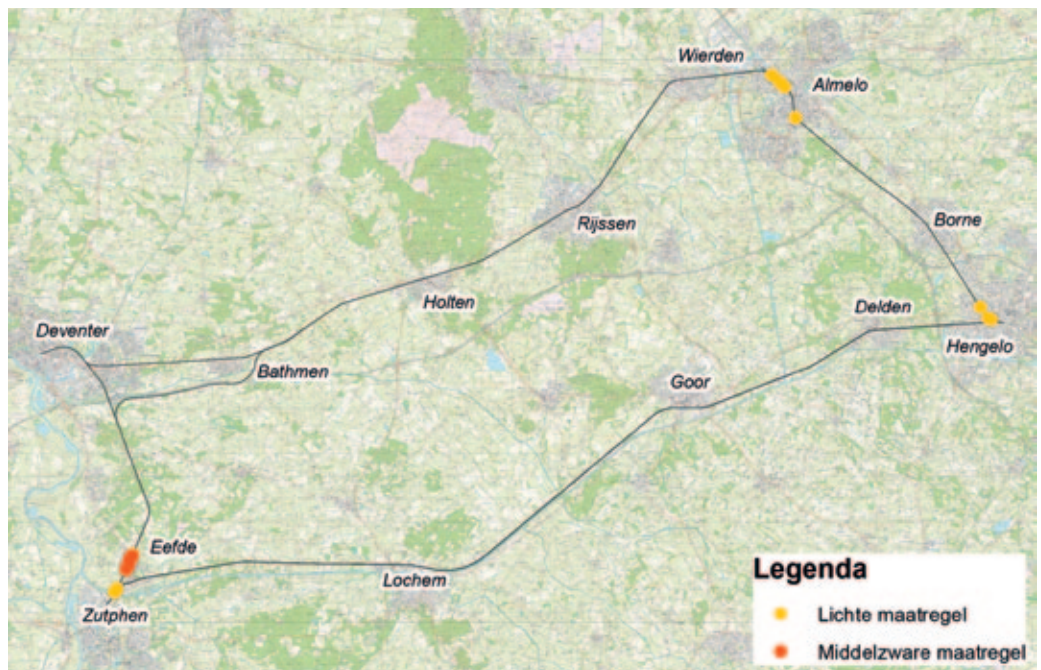 Wierden
Almelo
Rijssen
Borne
Holten
Delden
Deventer
Hengelo
Bathmen
Goor
Eefde
Lochem
Zutphen
Legenda
Lichte maatregel
Middelzware maatregel